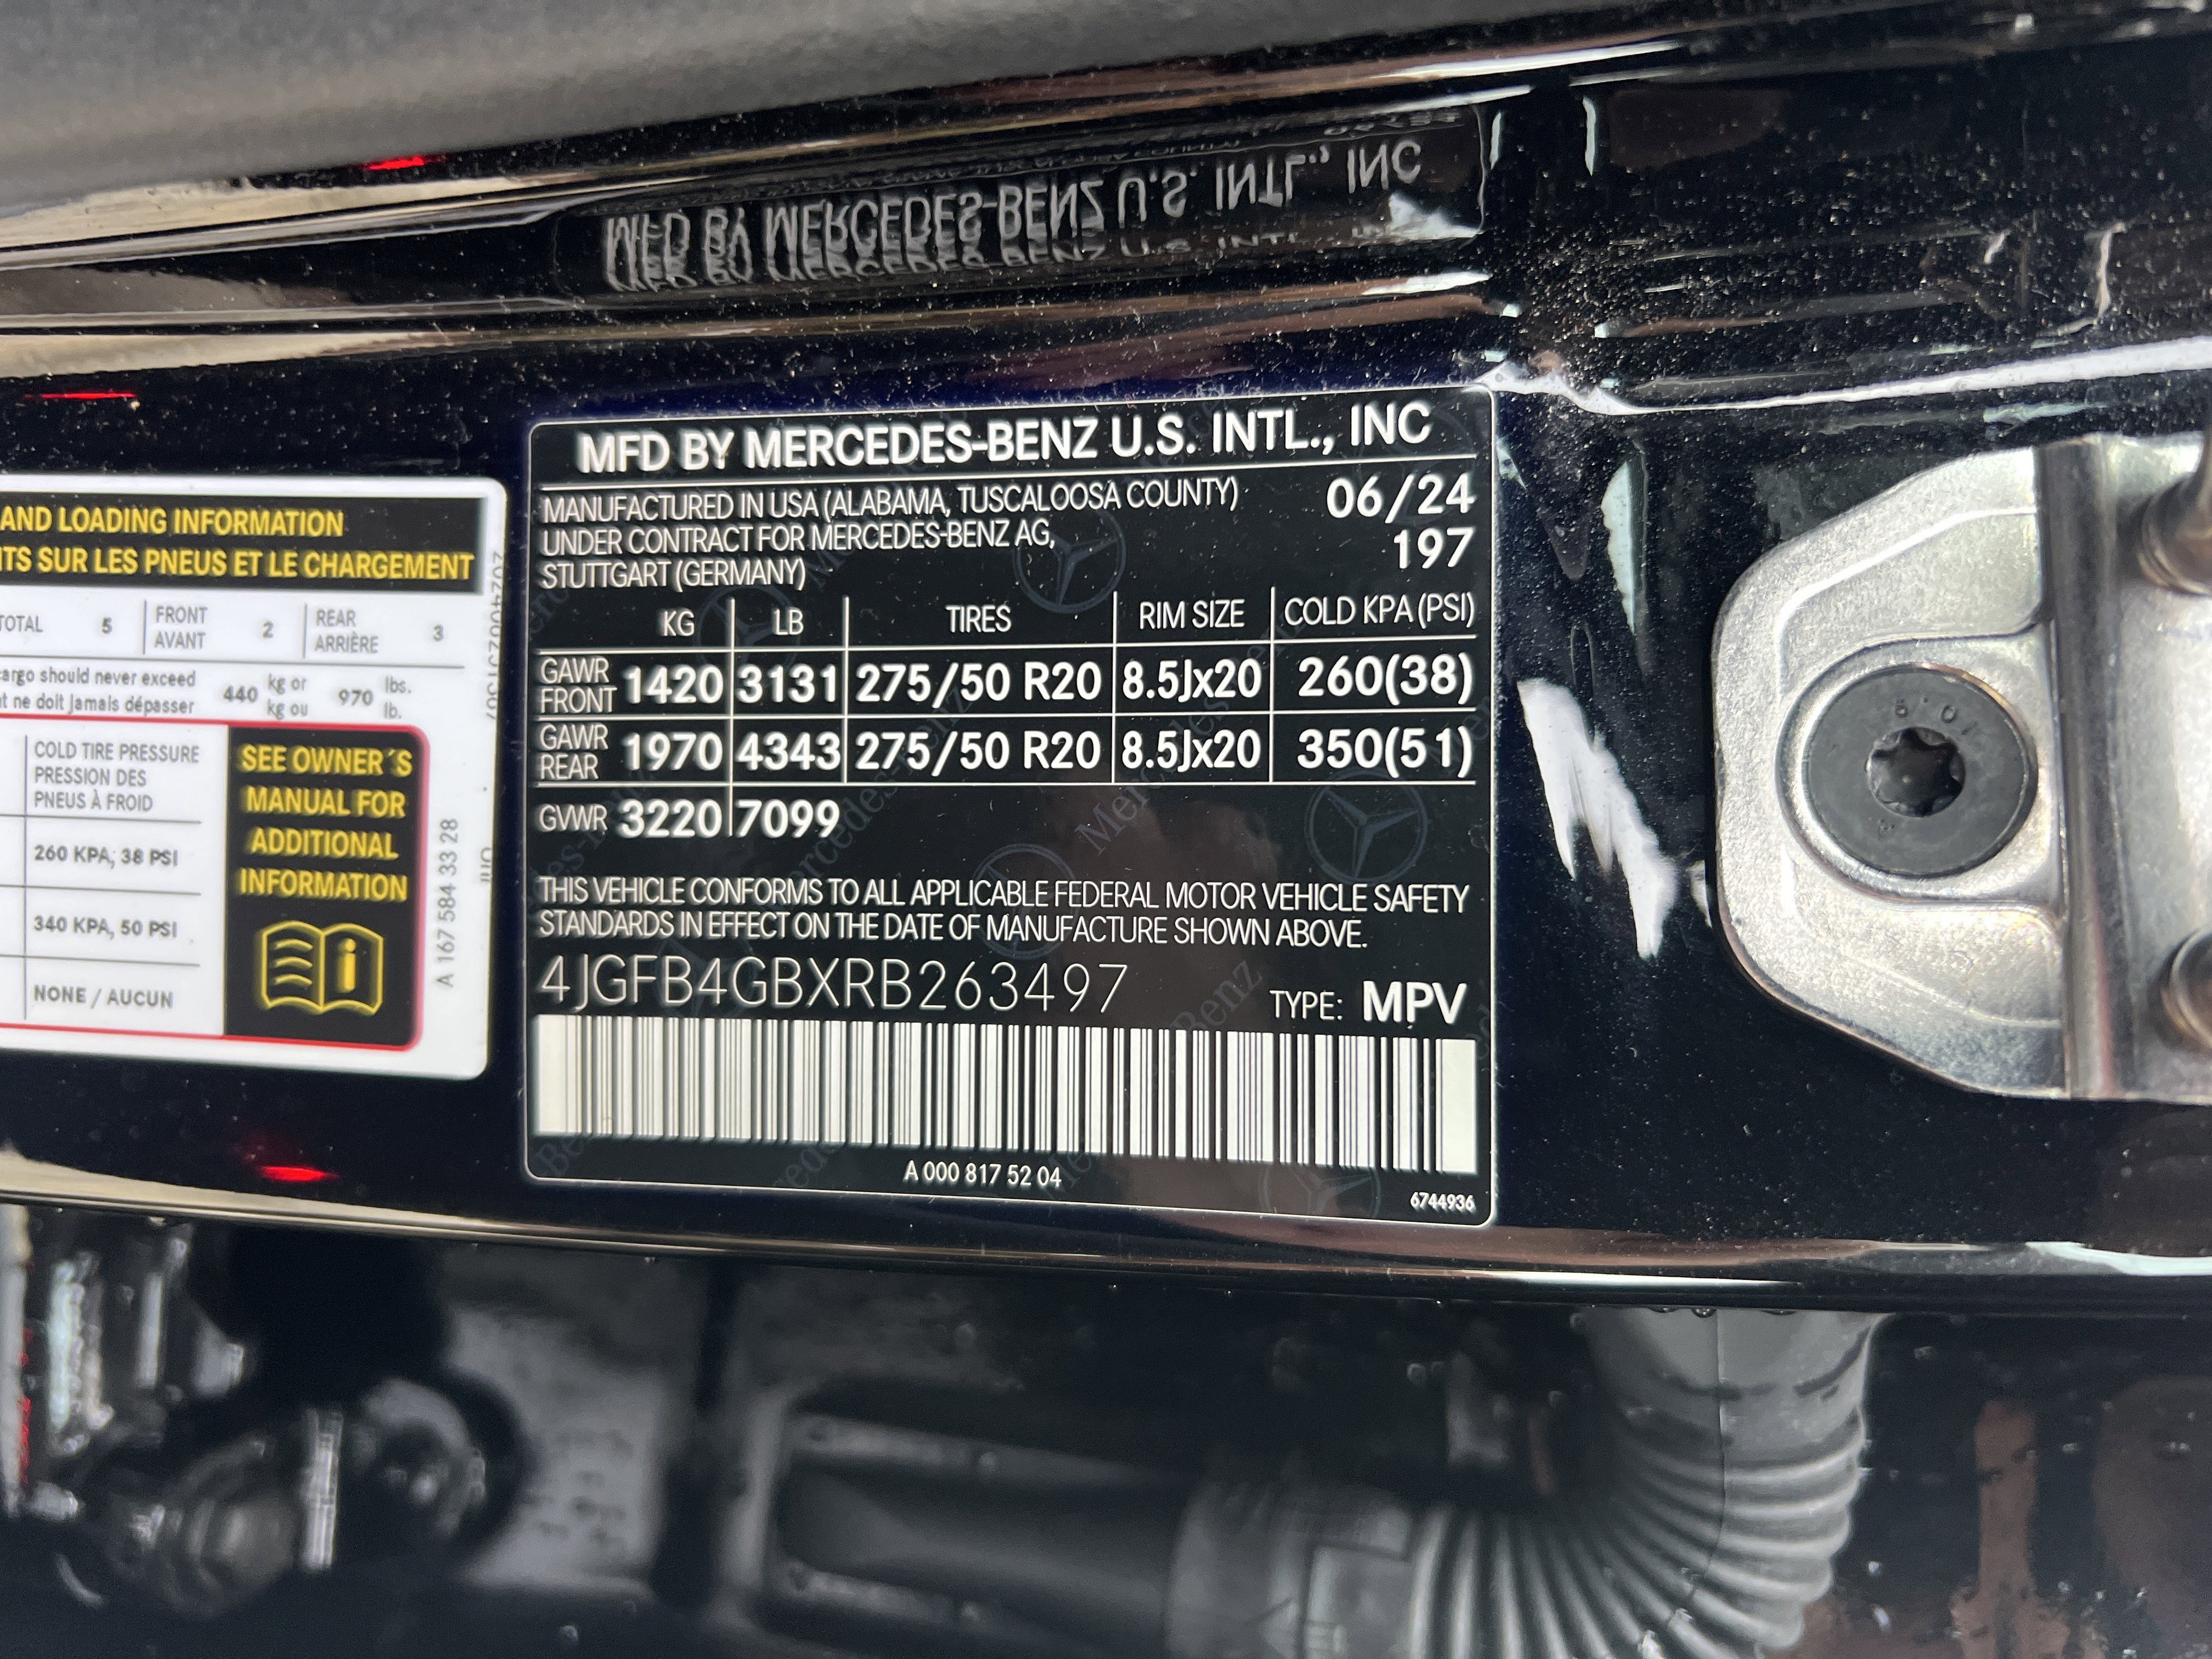 AND LOADING INFORMATION
TS SUR LES PNEUS ET LE CHARGEMENT
TOTAL 5 FRONT AVANT 2 REAR ARRIÈRE 3
cargo should never exceed 440 kg or 970 lbs.
nt ne doit jamais dépasser kg ou lb.
COLD TIRE PRESSURE
PRESSION DES
PNEUS À FROID
260 KPA, 38 PSI
340 KPA, 50 PSI
NONE / AUCUN
SEE OWNER´S
MANUAL FOR
ADDITIONAL
INFORMATION
A 167 584 33 28
MFD BY MERCEDES-BENZ U.S. INTL., INC
MANUFACTURED IN USA (ALABAMA, TUSCALOOSA COUNTY) 06/24
UNDER CONTRACT FOR MERCEDES-BENZ AG, 197
STUTTGART (GERMANY)
KG LB TIRES RIM SIZE COLD KPA (PSI)
GAWR FRONT 1420 3131 275/50 R20 8.5Jx20 260(38)
GAWR REAR 1970 4343 275/50 R20 8.5Jx20 350(51)
GVWR 3220 7099
THIS VEHICLE CONFORMS TO ALL APPLICABLE FEDERAL MOTOR VEHICLE SAFETY
STANDARDS IN EFFECT ON THE DATE OF MANUFACTURE SHOWN ABOVE.
4JGFB4GBXRB263497 TYPE: MPV
A 000 817 52 04
6744936